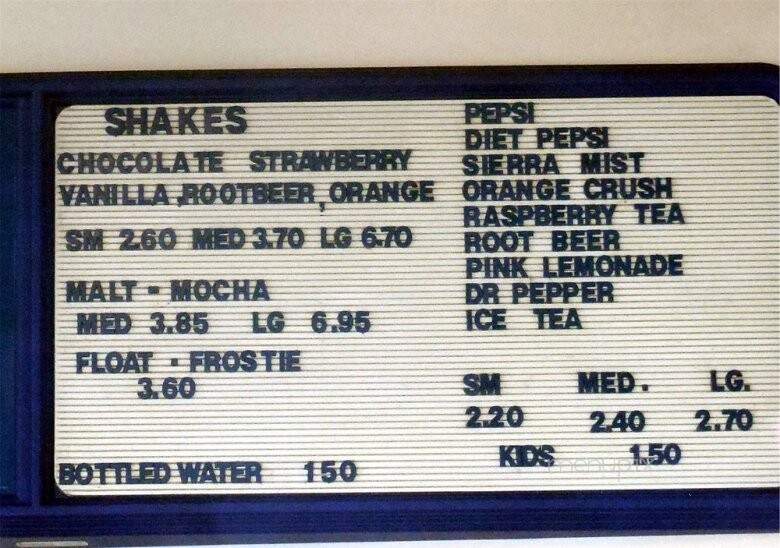 SHAKES
CHOCOLATE STRAWBERRY
VANILLA,ROOTBEER, ORANGE
SM 2.60 MED 3.70 LG 6.70
MALT - MOCHA
MED 3.85 LG 6.95
FLOAT - FROSTIE
3.60
BOTTLED WATER 150
PEPSI
DIET PEPSI
SIERRA MIST
ORANGE CRUSH
RASPBERRY TEA
ROOT BEER
PINK LEMONADE
DR PEPPER
ICE TEA
SM MED. LG.
2.20 2.40 2.70
KIDS 1.50